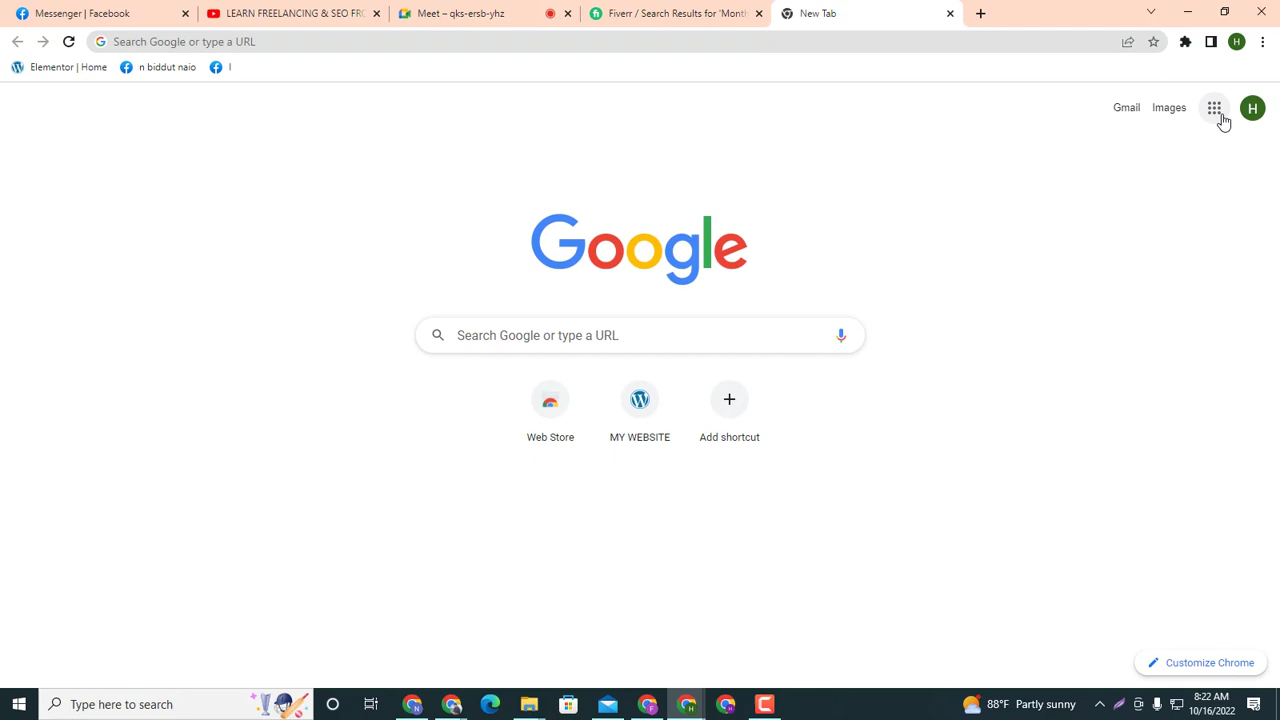 Messenger | Facebook
LEARN FREELANCING & SEO FRO
Meet – qks-ersb-yhz
Fiverr / Search Results for 'Month
New Tab
Search Google or type a URL
H
Elementor | Home
n biddut naio
l
Gmail
Images
H
Google
Search Google or type a URL
Web Store
MY WEBSITE
Add shortcut
Customize Chrome
Type here to search
88°F Partly sunny
8:22 AM
10/16/2022